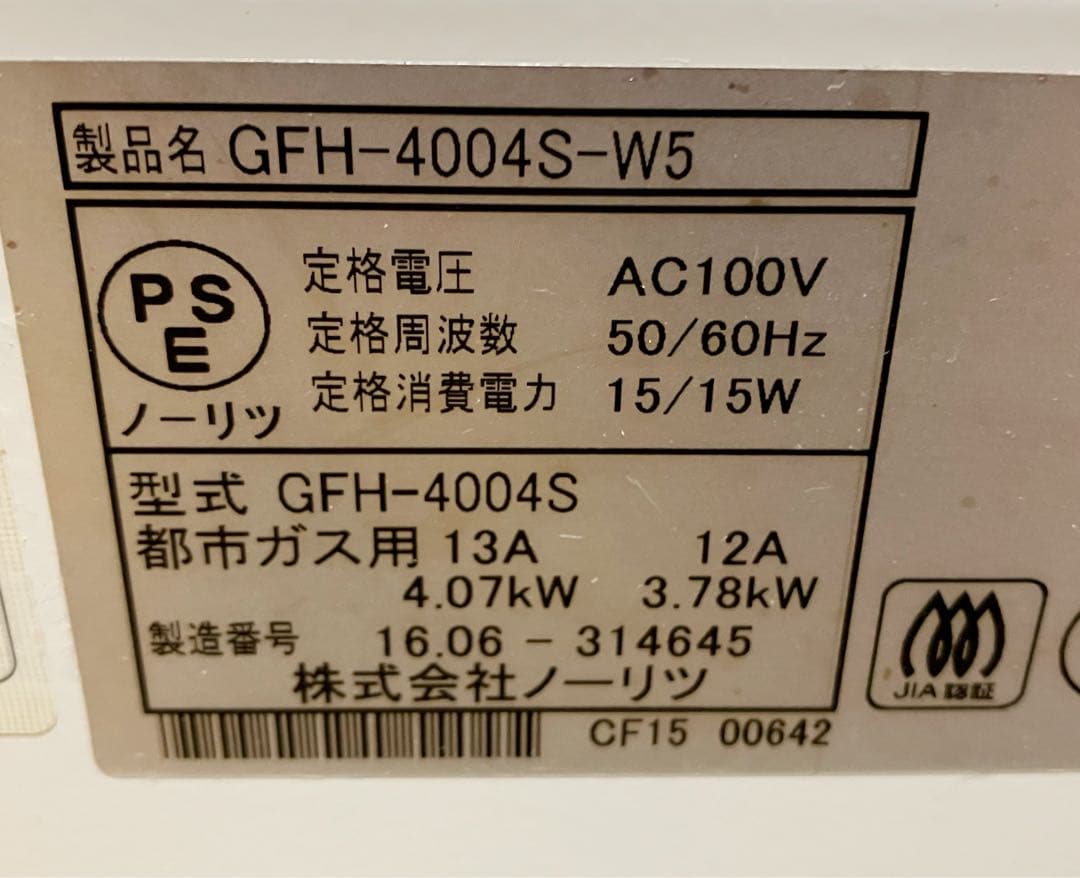 製品名 GFH-4004S-W5
PS
E
ノーリツ
定格電圧 AC100V
定格周波数 50/60Hz
定格消費電力 15/15W
型式 GFH-4004S
都市ガス用 13A 12A
4.07kW 3.78kW
製造番号 16.06 - 314645
株式会社ノーリツ
CF15 00642
JIA 認証